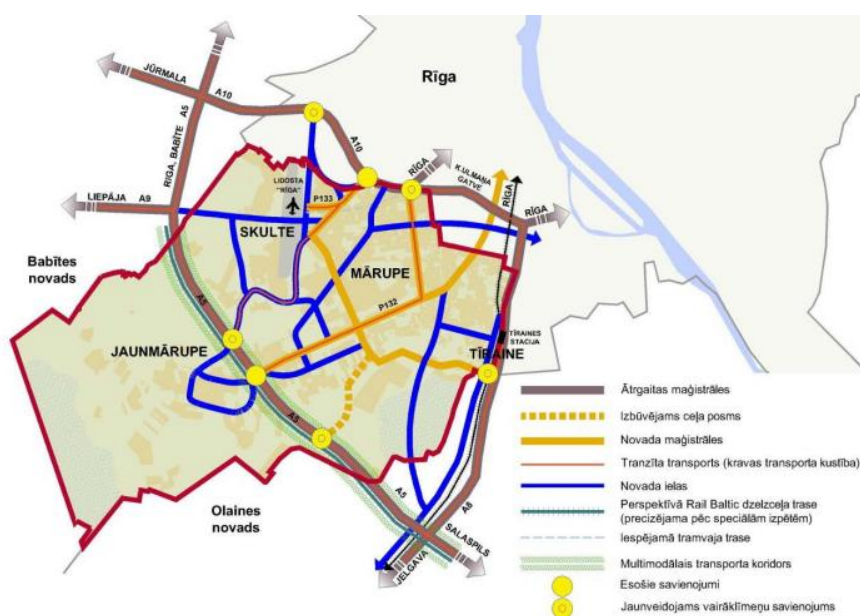 Rīga
JŪRMALA
A10
RIGA, BABĪTE A5
A10
LIEPĀJA A9
LIDOSTA
"RĪGA"
P133
RĪGA
K.ULMAŅA
GATVE
RĪGA
RĪGA
SKULTE
MĀRUPE
Babītes
novads
A5
P132
JAUNMĀRUPE
TĪRAINES
STACIJA
TĪRAINE
A5
Olaines
novads
A5
A8
SALASPILS
JELGAVA
Ātrgaitas maģistrāles
Izbūvējams ceļa posms
Novada maģistrāles
Tranzīta transports (kravas transporta kustība)
Novada ielas
Perspektīvā Rail Baltic dzelzceļa trase
(precizējama pēc speciālām izpētēm)
Iespējamā tramvaja trase
Multimodālais transporta koridors
Esošie savienojumi
Jaunveidojams vairāklīmeņu savienojums